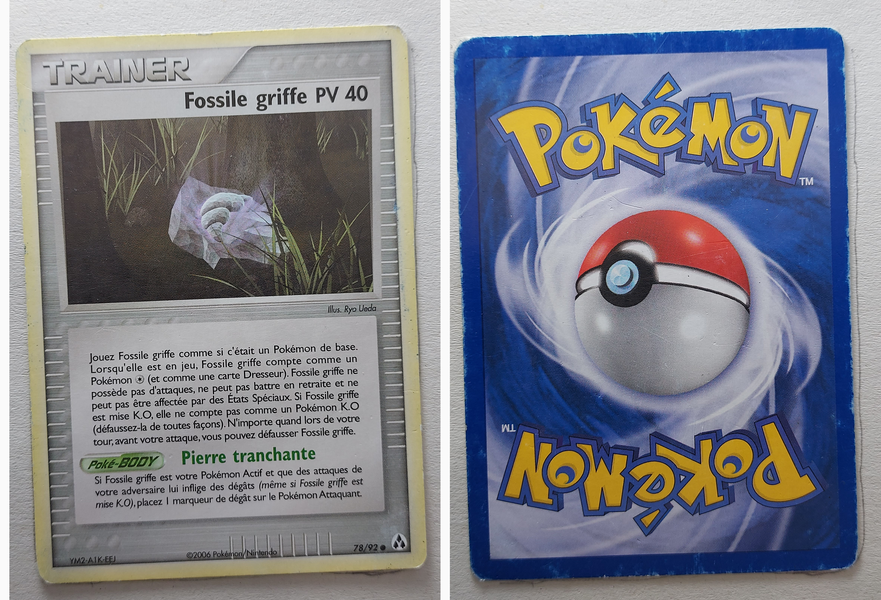 TRAINER
Fossile griffe PV 40
Illus. Ryo Ueda
Jouez Fossile griffe comme si c'était un Pokémon de base.
Lorsqu'elle est en jeu, Fossile griffe compte comme un
Pokémon (et comme une carte Dresseur). Fossile griffe ne
possède pas d'attaques, ne peut pas battre en retraite et ne
peut pas être affectée par des États Spéciaux. Si Fossile griffe
est mise K.O, elle ne compte pas comme un Pokémon K.O
(défaussez-la de toutes façons). N'importe quand lors de votre
tour, avant votre attaque, vous pouvez défausser Fossile griffe.
Poké-BODY Pierre tranchante
Si Fossile griffe est votre Pokémon Actif et que des attaques de
votre adversaire lui inflige des dégâts (même si Fossile griffe est
mise K.O), placez 1 marqueur de dégât sur le Pokémon Attaquant.
YM2-A1K-EEJ ©2006 Pokémon/Nintendo 78/92
POKéMON
TM
TM
POKéMON